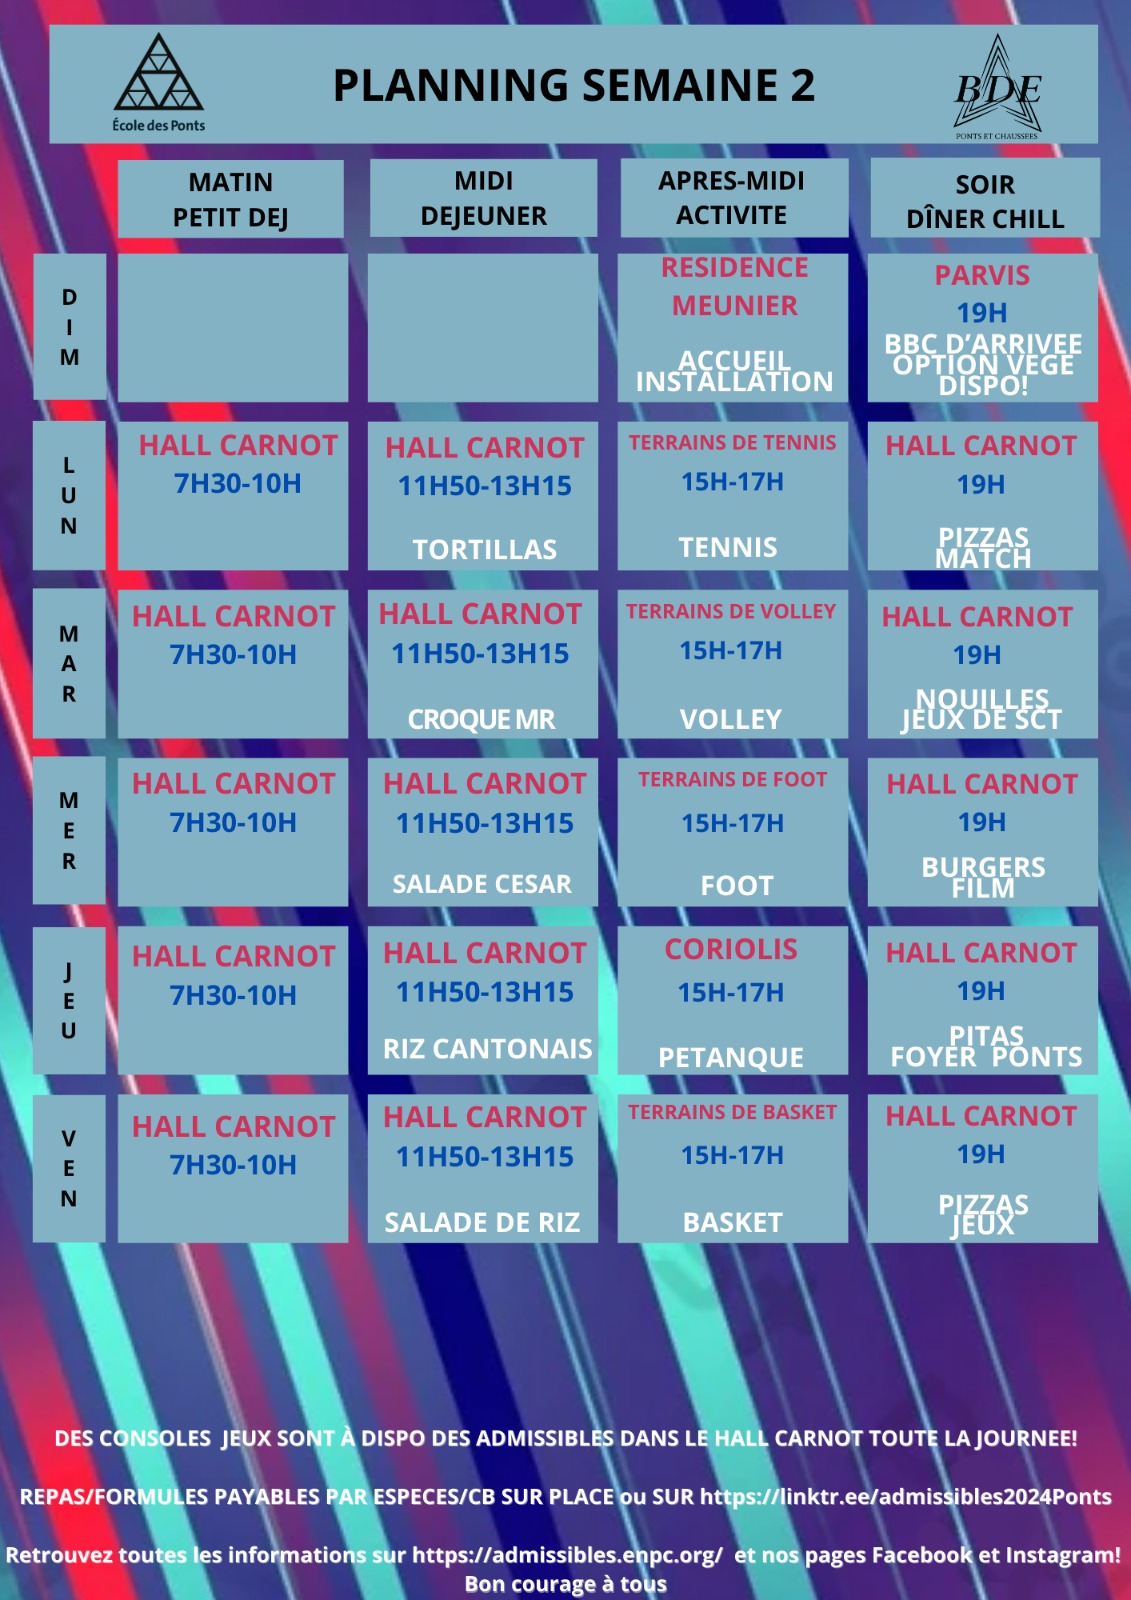 École des Ponts
PLANNING SEMAINE 2
BDE
PONTS ET CHAUSSEES
MATIN
PETIT DEJ
MIDI
DEJEUNER
APRES-MIDI
ACTIVITE
SOIR
DÎNER CHILL
DIM
RESIDENCE
MEUNIER
ACCUEIL
INSTALLATION
PARVIS
19H
BBC D’ARRIVEE
OPTION VEGE
DISPO!
LUN
HALL CARNOT
7H30-10H
HALL CARNOT
11H50-13H15
TORTILLAS
TERRAINS DE TENNIS
15H-17H
TENNIS
HALL CARNOT
19H
PIZZAS
MATCH
MAR
HALL CARNOT
7H30-10H
HALL CARNOT
11H50-13H15
CROQUE MR
TERRAINS DE VOLLEY
15H-17H
VOLLEY
HALL CARNOT
19H
NOUILLES
JEUX DE SCT
MER
HALL CARNOT
7H30-10H
HALL CARNOT
11H50-13H15
SALADE CESAR
TERRAINS DE FOOT
15H-17H
FOOT
HALL CARNOT
19H
BURGERS
FILM
JEU
HALL CARNOT
7H30-10H
HALL CARNOT
11H50-13H15
RIZ CANTONAIS
CORIOLIS
15H-17H
PETANQUE
HALL CARNOT
19H
PITAS
FOYER PONTS
VEN
HALL CARNOT
7H30-10H
HALL CARNOT
11H50-13H15
SALADE DE RIZ
TERRAINS DE BASKET
15H-17H
BASKET
HALL CARNOT
19H
PIZZAS
JEUX
DES CONSOLES JEUX SONT À DISPO DES ADMISSIBLES DANS LE HALL CARNOT TOUTE LA JOURNEE!
REPAS/FORMULES PAYABLES PAR ESPECES/CB SUR PLACE ou SUR https://linktr.ee/admissibles2024Ponts
Retrouvez toutes les informations sur https://admissibles.enpc.org/ et nos pages Facebook et Instagram!
Bon courage à tous